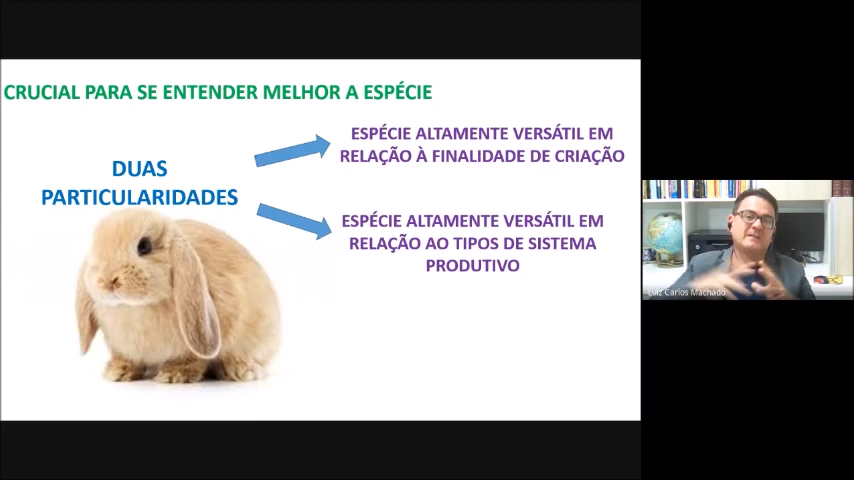 CRUCIAL PARA SE ENTENDER MELHOR A ESPÉCIE
DUAS
PARTICULARIDADES
ESPÉCIE ALTAMENTE VERSÁTIL EM
RELAÇÃO À FINALIDADE DE CRIAÇÃO
ESPÉCIE ALTAMENTE VERSÁTIL EM
RELAÇÃO AO TIPOS DE SISTEMA
PRODUTIVO
Luiz Carlos Machado